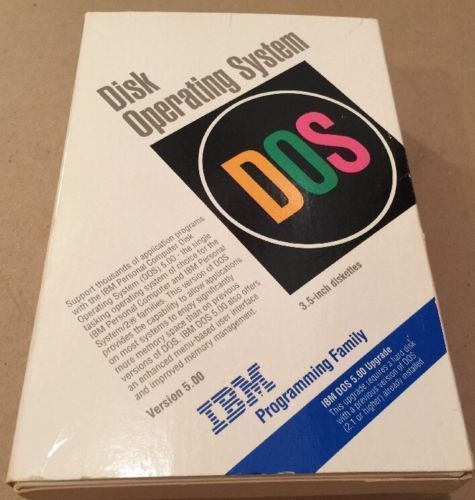 Disk
Operating System
DOS
3.5-inch diskettes
Support thousands of application programs
with the IBM Personal Computer Disk
Operating System (DOS) 5.00 - the single
tasking operating system of choice for the
IBM Personal Computer and IBM Personal
System/2® families. This version of DOS
provides the capability to allow applications
on most systems to enjoy significantly
more memory space than on previous
versions of DOS. IBM DOS 5.00 also offers
an enhanced menu-based user interface
and improved memory management.
Version 5.00
IBM
Programming Family
IBM DOS 5.00 Upgrade
This upgrade requires a hard disk
with a previous version of DOS
(2.1 or higher) already installed